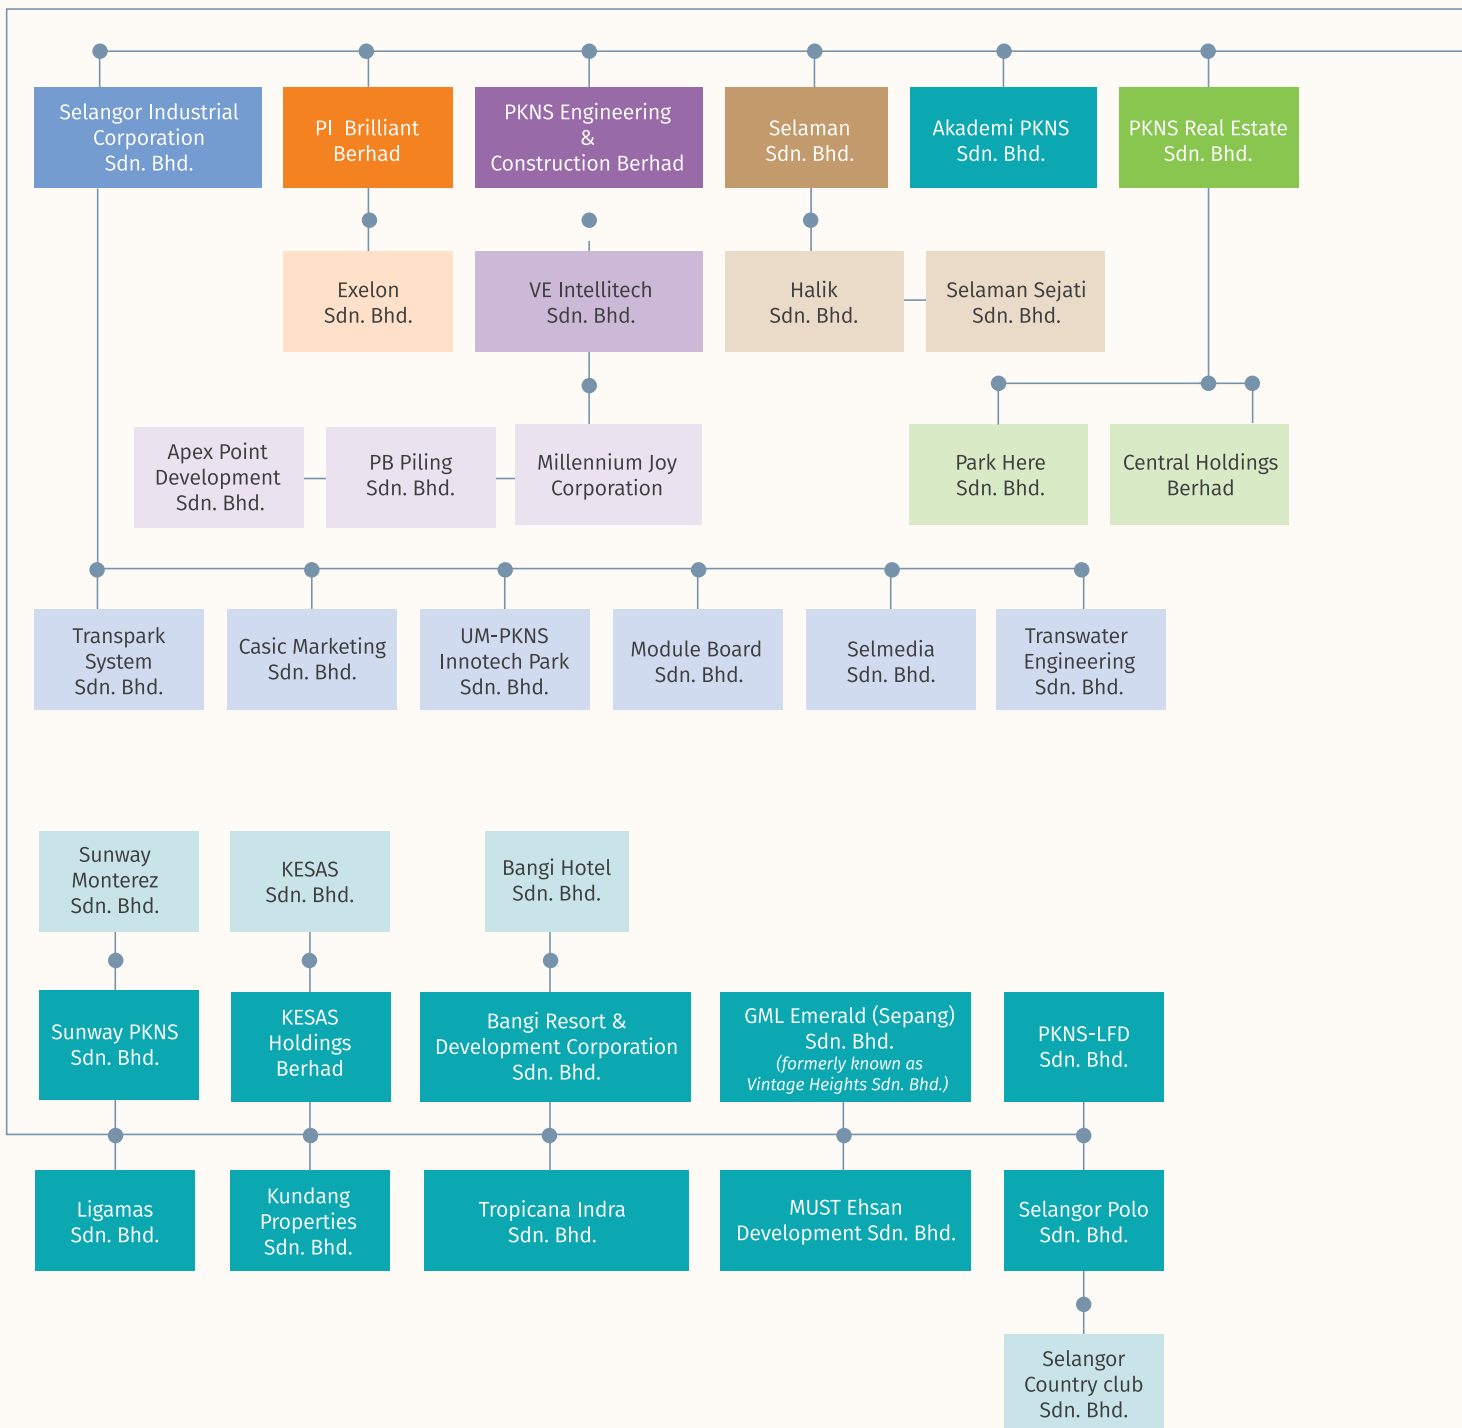 Selangor Industrial
Corporation
Sdn. Bhd.
PI Brilliant
Berhad
PKNS Engineering
&
Construction Berhad
Selaman
Sdn. Bhd.
Akademi PKNS
Sdn. Bhd.
PKNS Real Estate
Sdn. Bhd.
Exelon
Sdn. Bhd.
VE Intellitech
Sdn. Bhd.
Halik
Sdn. Bhd.
Selaman Sejati
Sdn. Bhd.
Apex Point
Development
Sdn. Bhd.
PB Piling
Sdn. Bhd.
Millennium Joy
Corporation
Park Here
Sdn. Bhd.
Central Holdings
Berhad
Transpark
System
Sdn. Bhd.
Casic Marketing
Sdn. Bhd.
UM-PKNS
Innotech Park
Sdn. Bhd.
Module Board
Sdn. Bhd.
Selmedia
Sdn. Bhd.
Transwater
Engineering
Sdn. Bhd.
Sunway
Monterez
Sdn. Bhd.
KESAS
Sdn. Bhd.
Bangi Hotel
Sdn. Bhd.
Sunway PKNS
Sdn. Bhd.
KESAS
Holdings
Berhad
Bangi Resort &
Development Corporation
Sdn. Bhd.
GML Emerald (Sepang)
Sdn. Bhd.
(formerly known as
Vintage Heights Sdn. Bhd.)
PKNS-LFD
Sdn. Bhd.
Ligamas
Sdn. Bhd.
Kundang
Properties
Sdn. Bhd.
Tropicana Indra
Sdn. Bhd.
MUST Ehsan
Development Sdn. Bhd.
Selangor Polo
Sdn. Bhd.
Selangor
Country club
Sdn. Bhd.